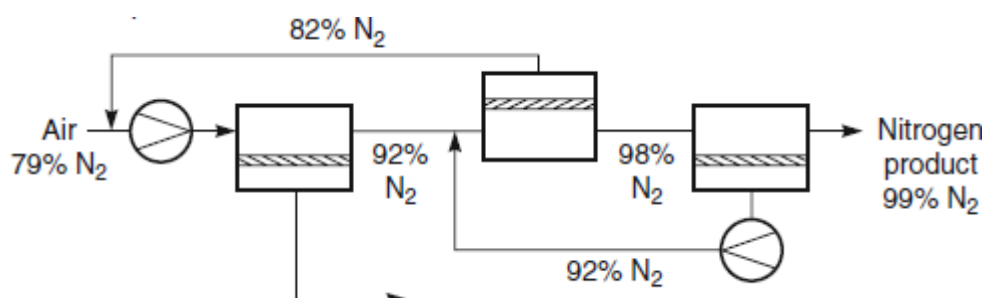 82% N₂
Air
79% N₂
92%
N₂
98%
N₂
Nitrogen
product
99% N₂
92% N₂